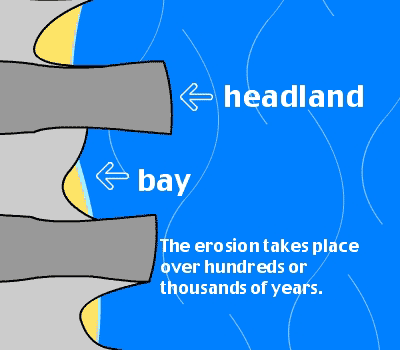 headland
bay
The erosion takes place
over hundreds or
thousands of years.